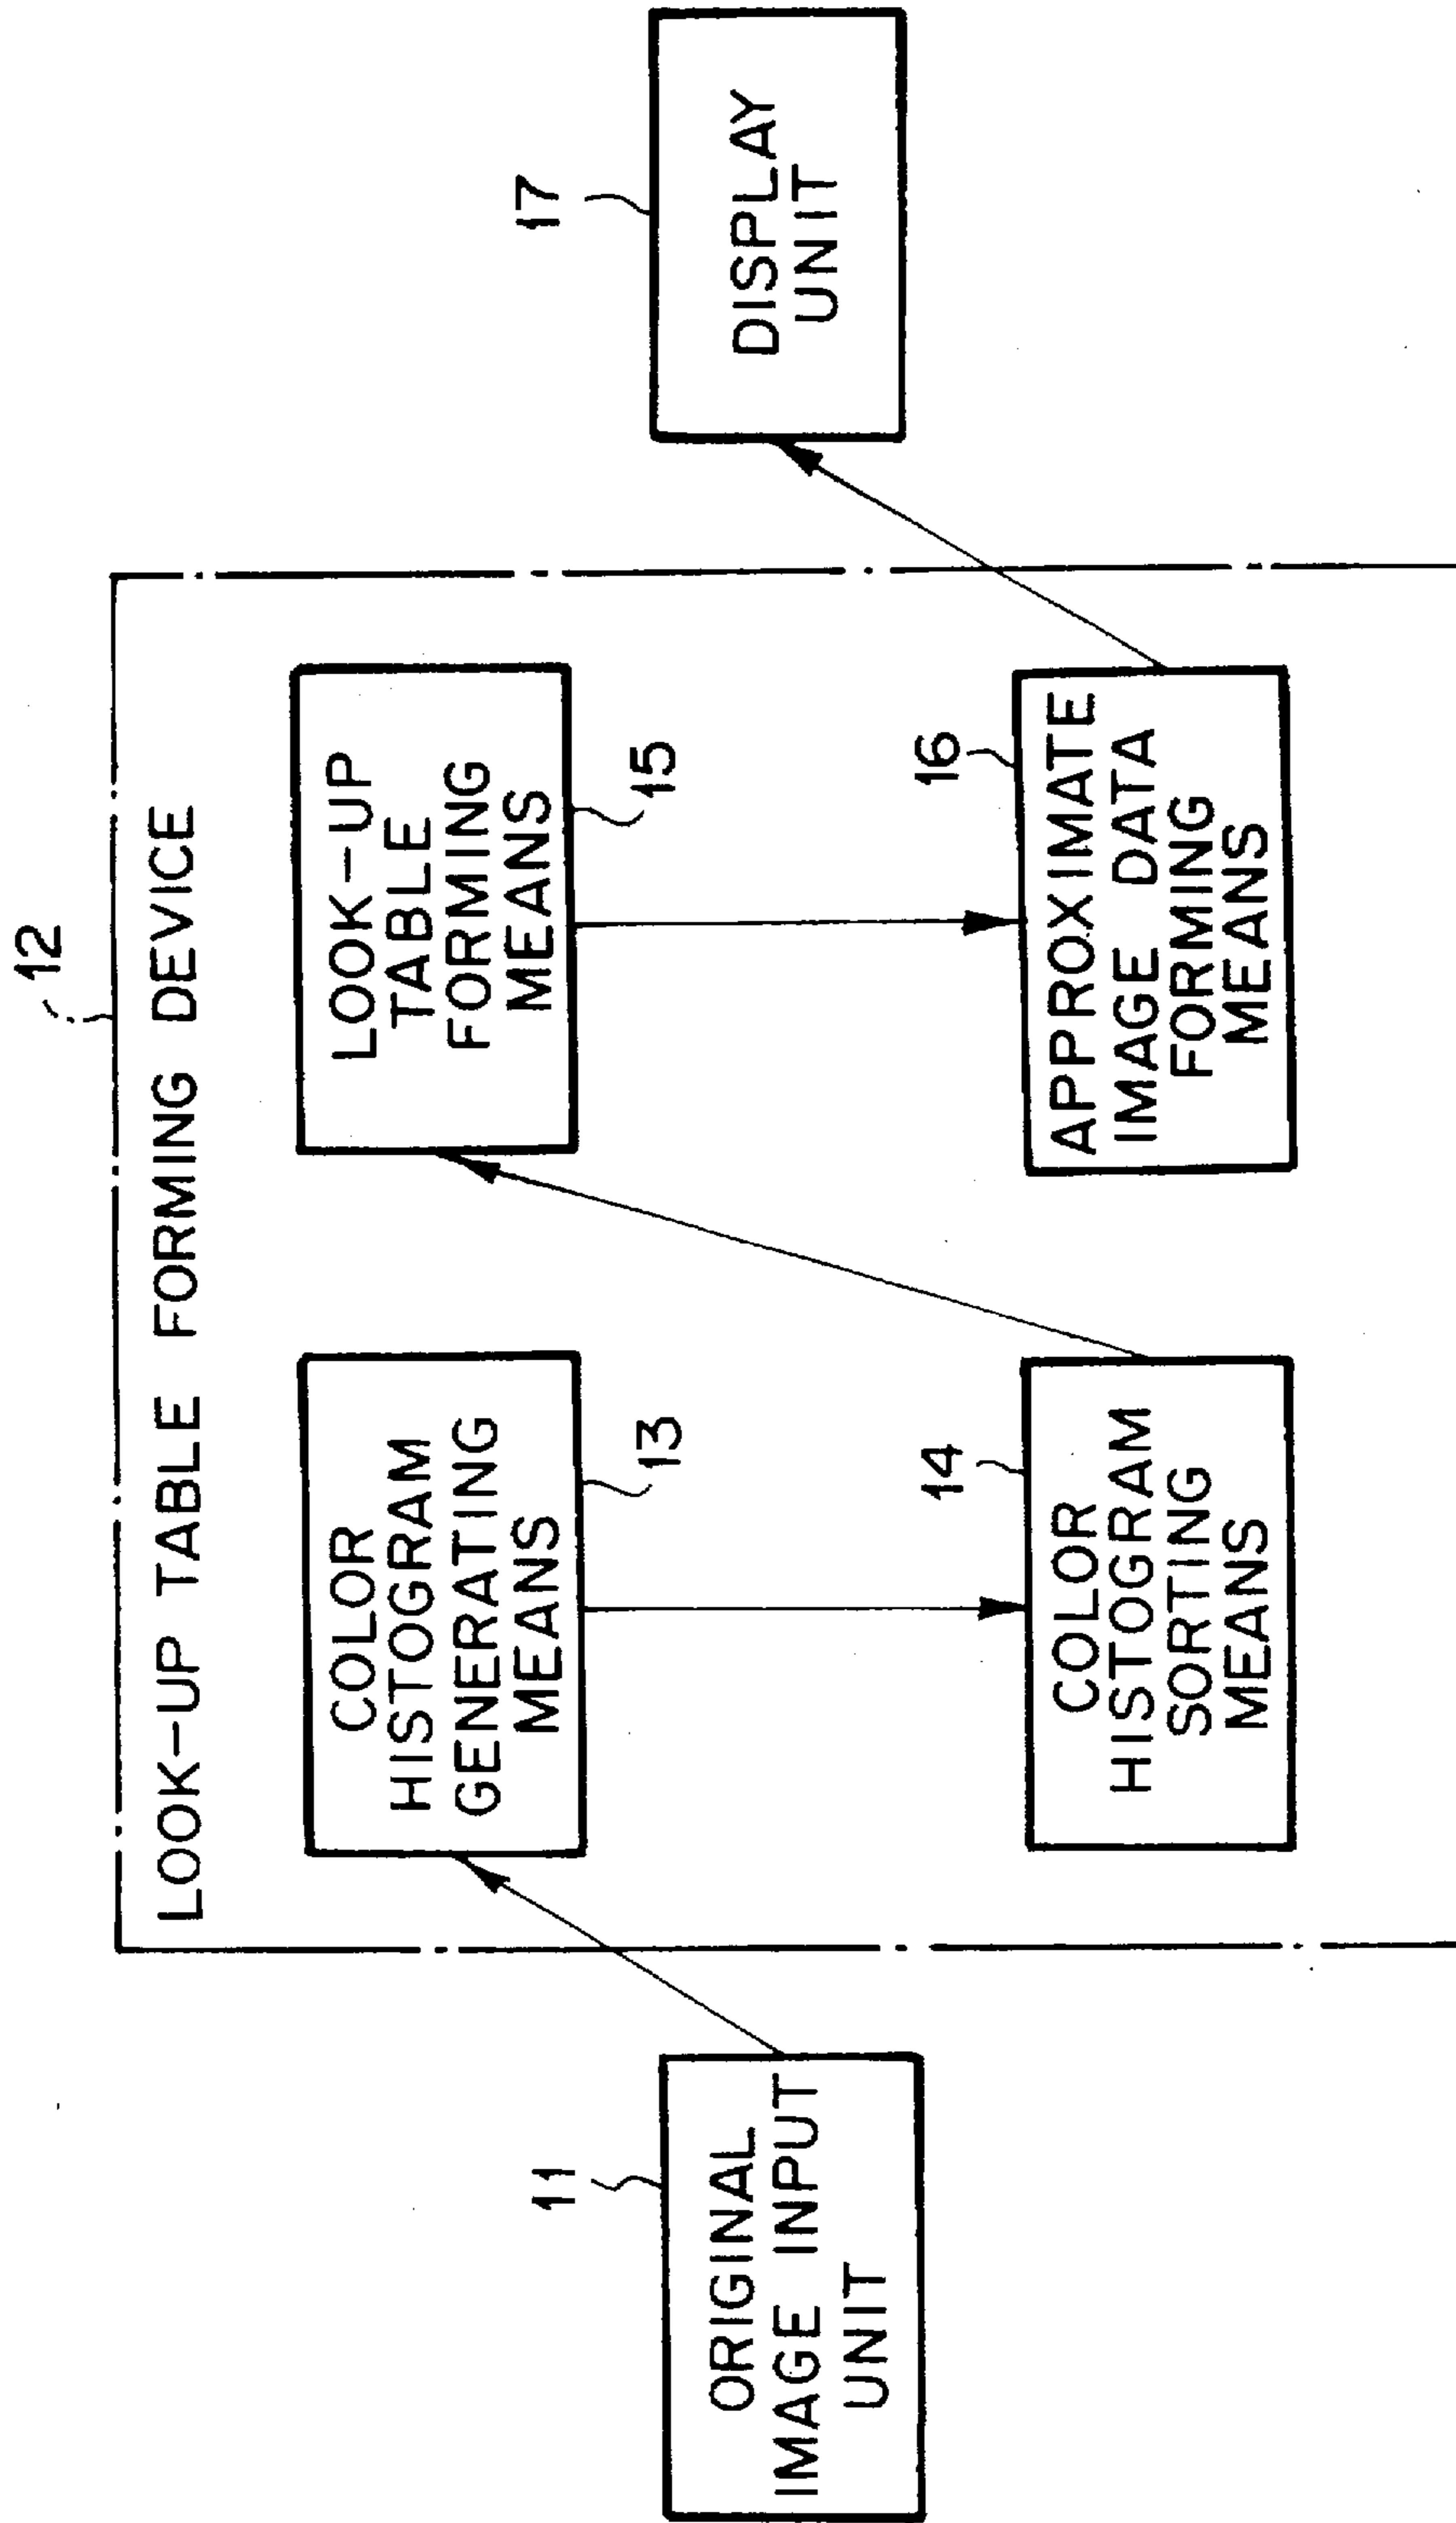 12
LOOK-UP TABLE FORMING DEVICE
11
ORIGINAL
IMAGE INPUT
UNIT
COLOR
HISTOGRAM
GENERATING
MEANS
13
14
COLOR
HISTOGRAM
SORTING
MEANS
LOOK-UP
TABLE
FORMING
MEANS
15
16
APPROXIMATE
IMAGE DATA
FORMING
MEANS
17
DISPLAY
UNIT